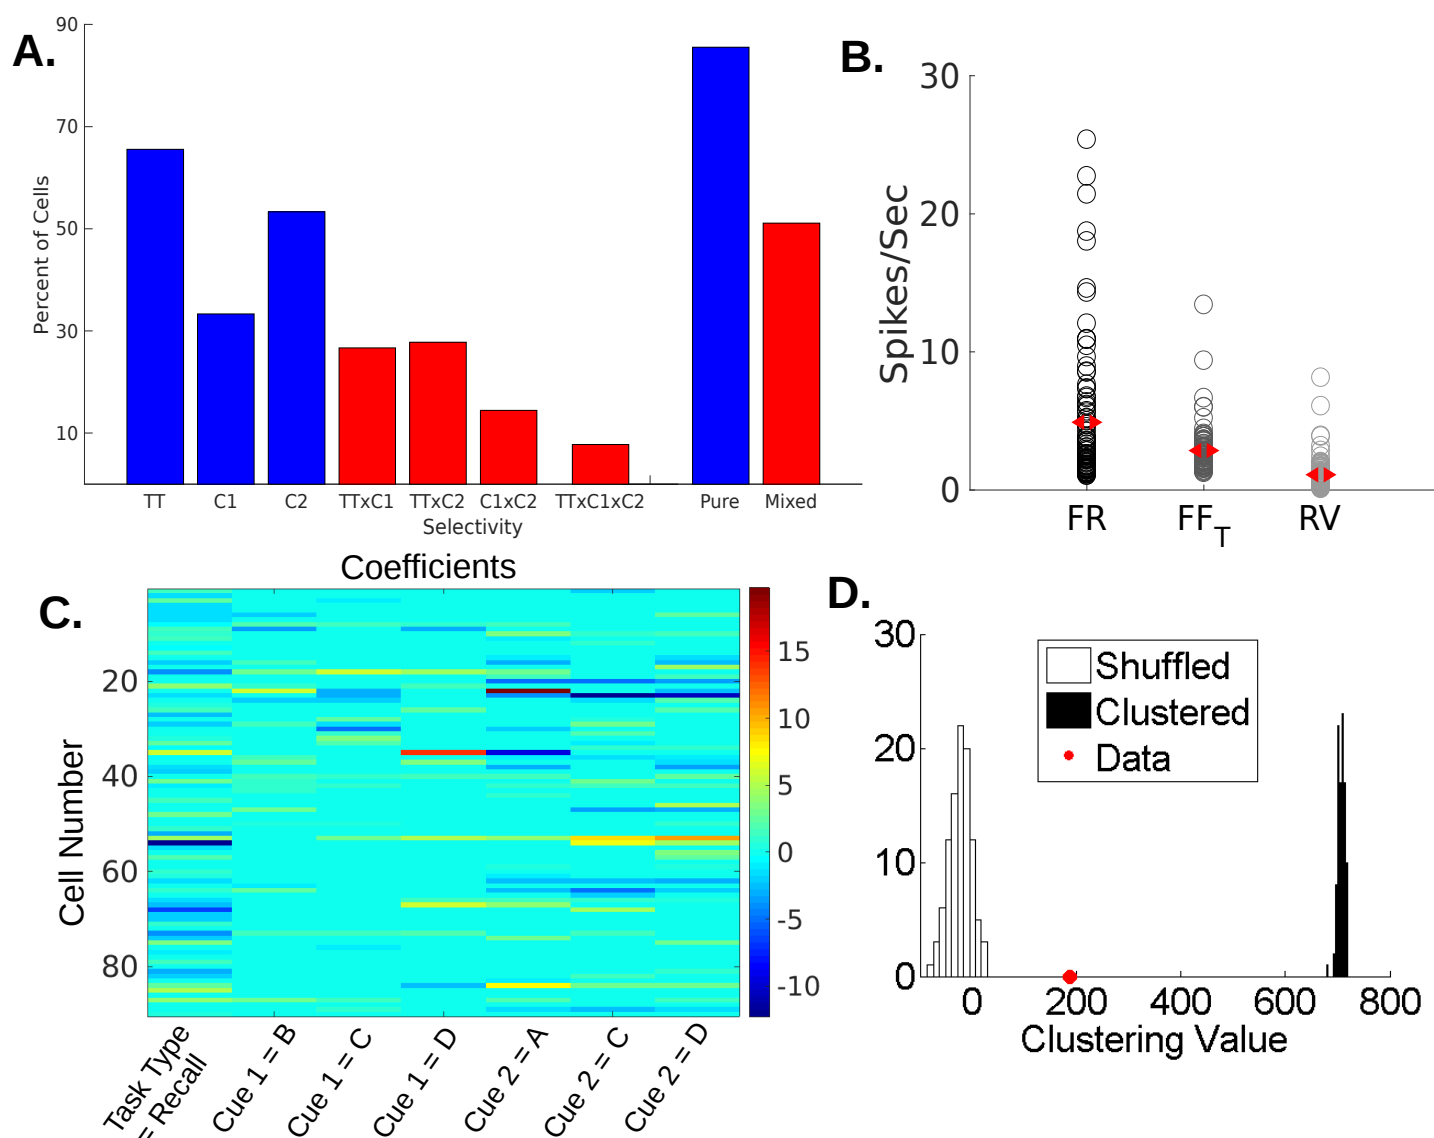 A.
90
70
50
30
10
Percent of Cells
TT C1 C2 TTxC1 TTxC2 C1xC2 TTxC1xC2 Pure Mixed
Selectivity
B.
30
20
10
0
Spikes/Sec
FR FF_T RV
C.
Coefficients
20
40
60
80
Cell Number
15
10
5
0
-5
-10
Task Type
= Recall
Cue 1 = B
Cue 1 = C
Cue 1 = D
Cue 2 = A
Cue 2 = C
Cue 2 = D
D.
30
20
10
0
Shuffled
Clustered
Data
0 200 400 600 800
Clustering Value